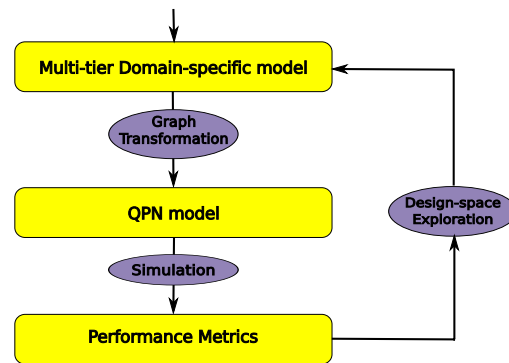 Multi-tier Domain-specific model
Graph
Transformation
QPN model
Design-space
Exploration
Simulation
Performance Metrics